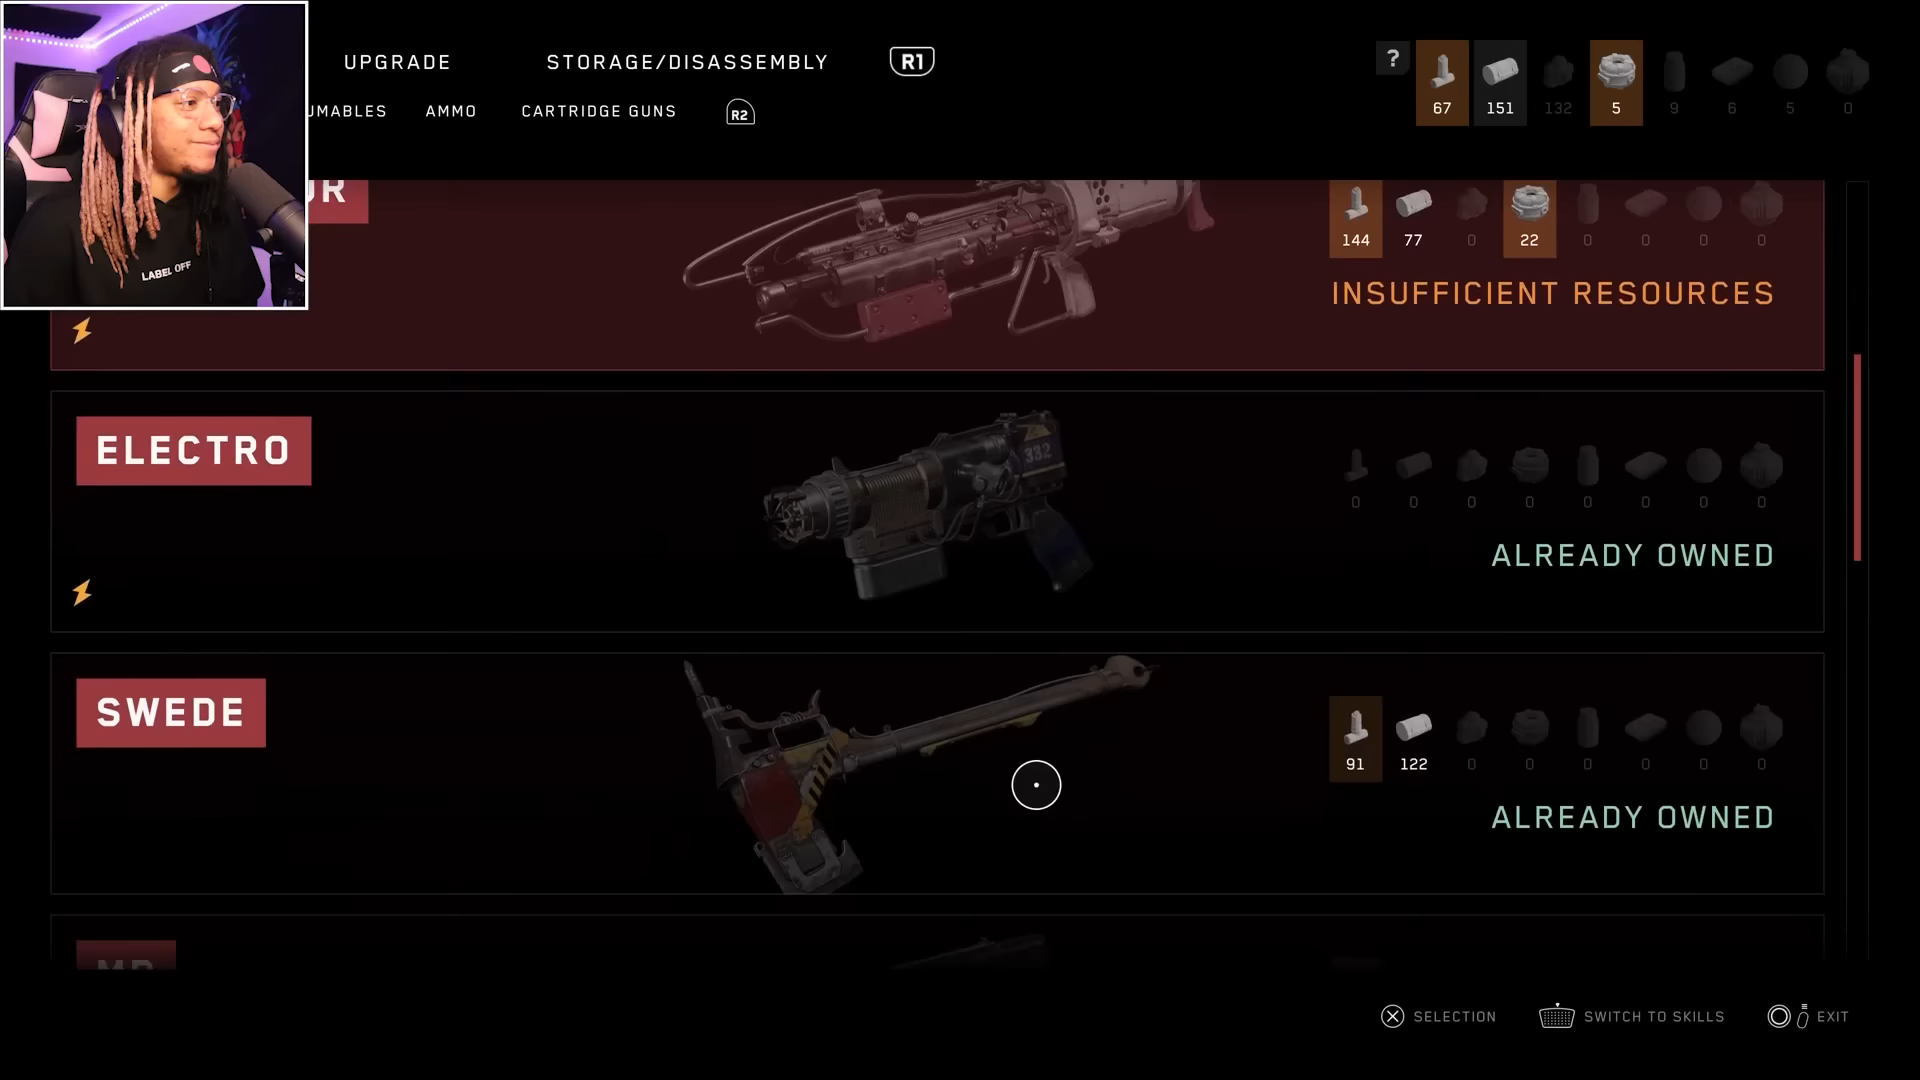 UPGRADE STORAGE/DISASSEMBLY R1
UMABLES AMMO CARTRIDGE GUNS R2
? 67 151 132 5 9 6 5 0
LABEL OFF
144 77 0 22 0 0 0 0
INSUFFICIENT RESOURCES
ELECTRO
332
0 0 0 0 0 0 0 0
ALREADY OWNED
SWEDE
91 122 0 0 0 0 0 0
ALREADY OWNED
SELECTION SWITCH TO SKILLS EXIT